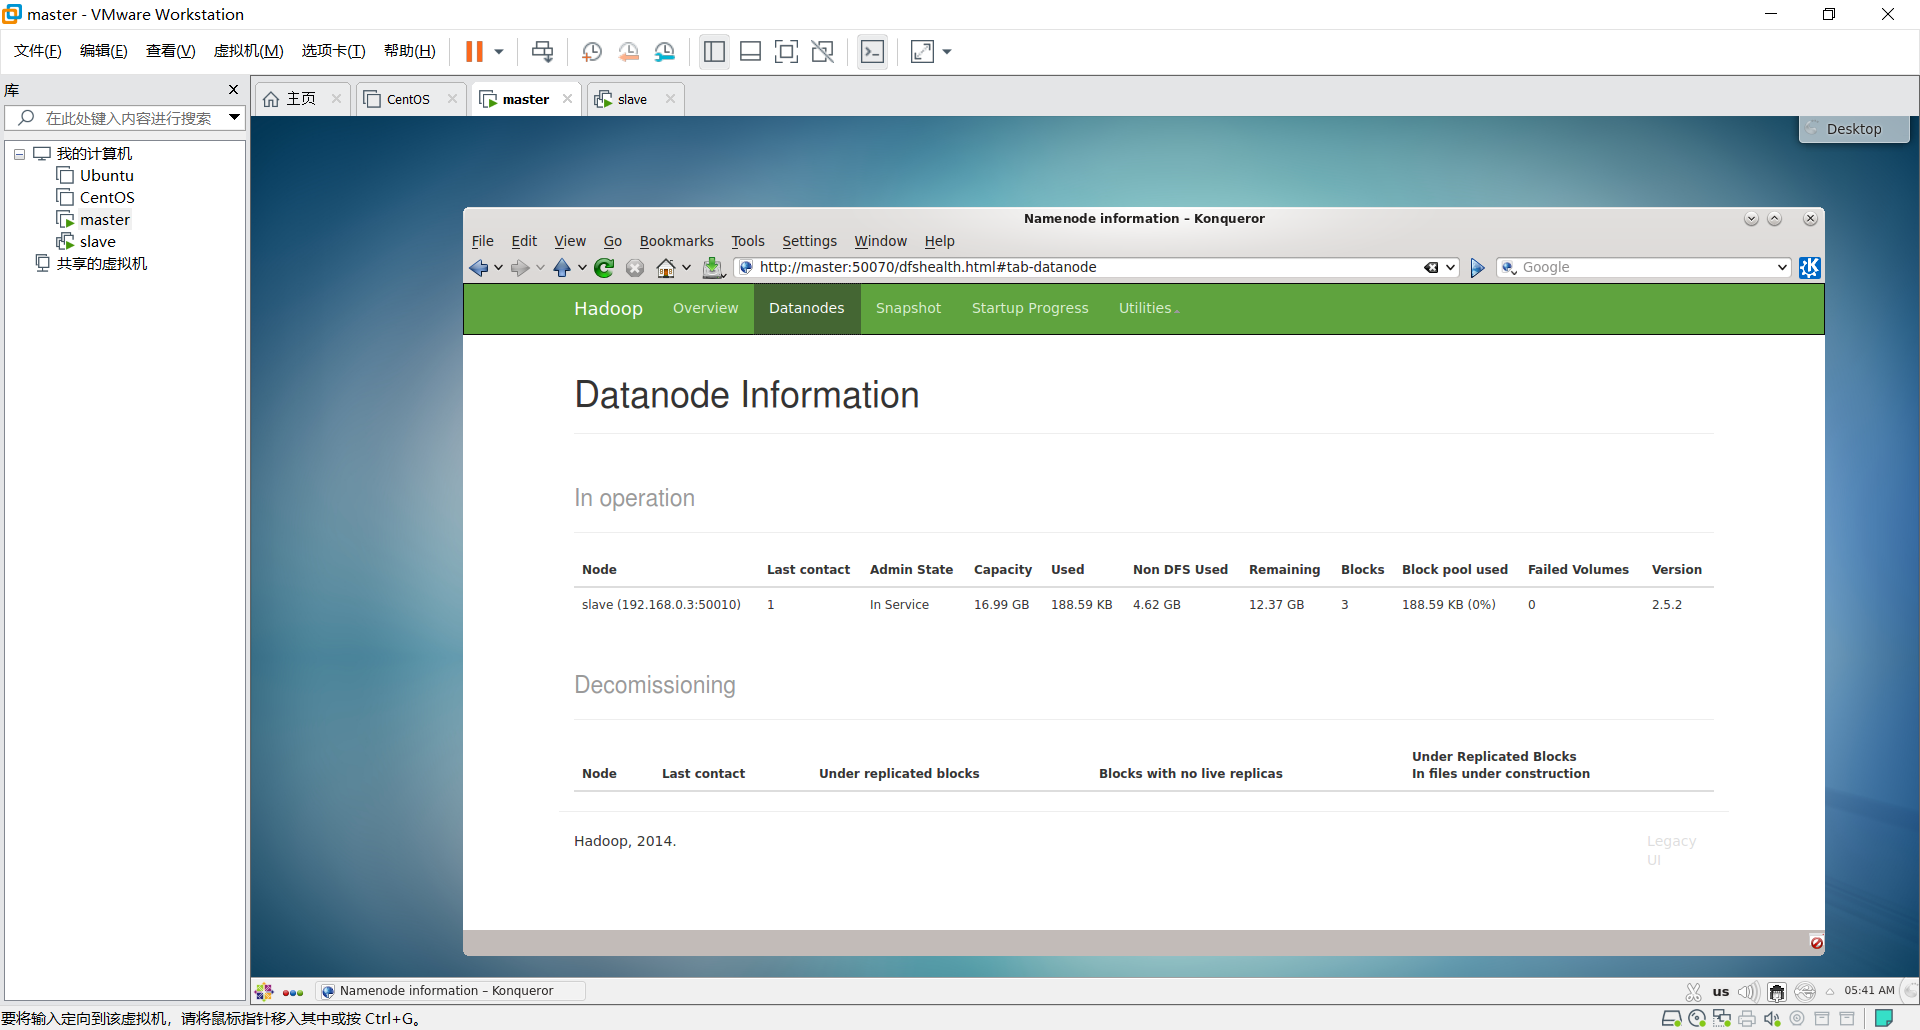 master - VMware Workstation
文件(F) 编辑(E) 查看(V) 虚拟机(M) 选项卡(T) 帮助(H)
库
在此处键入内容进行搜索
我的计算机
Ubuntu
CentOS
master
slave
共享的虚拟机
主页 CentOS master slave
Desktop
Namenode information – Konqueror
File Edit View Go Bookmarks Tools Settings Window Help
http://master:50070/dfshealth.html#tab-datanode Google
Hadoop Overview Datanodes Snapshot Startup Progress Utilities
Datanode Information
In operation
Node Last contact Admin State Capacity Used Non DFS Used Remaining Blocks Block pool used Failed Volumes Version
slave (192.168.0.3:50010) 1 In Service 16.99 GB 188.59 KB 4.62 GB 12.37 GB 3 188.59 KB (0%) 0 2.5.2
Decomissioning
Node Last contact Under replicated blocks Blocks with no live replicas Under Replicated Blocks
In files under construction
Hadoop, 2014.
Legacy
UI
Namenode information – Konqueror us 05:41 AM
要将输入定向到该虚拟机，请将鼠标指针移入其中或按 Ctrl+G。